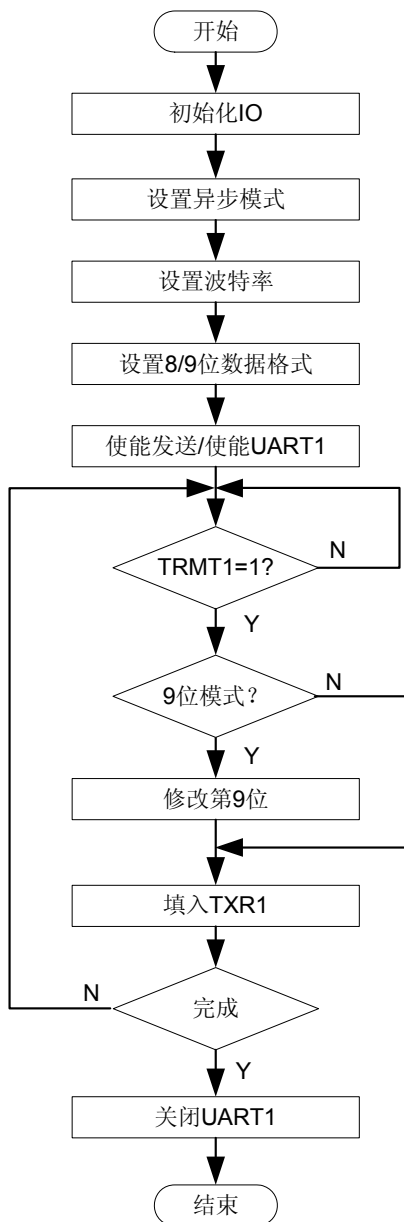 开始
初始化IO
设置异步模式
设置波特率
设置8/9位数据格式
使能发送/使能UART1
TRMT1=1?
N
Y
9位模式？
N
Y
修改第9位
填入TXR1
N
完成
Y
关闭UART1
结束